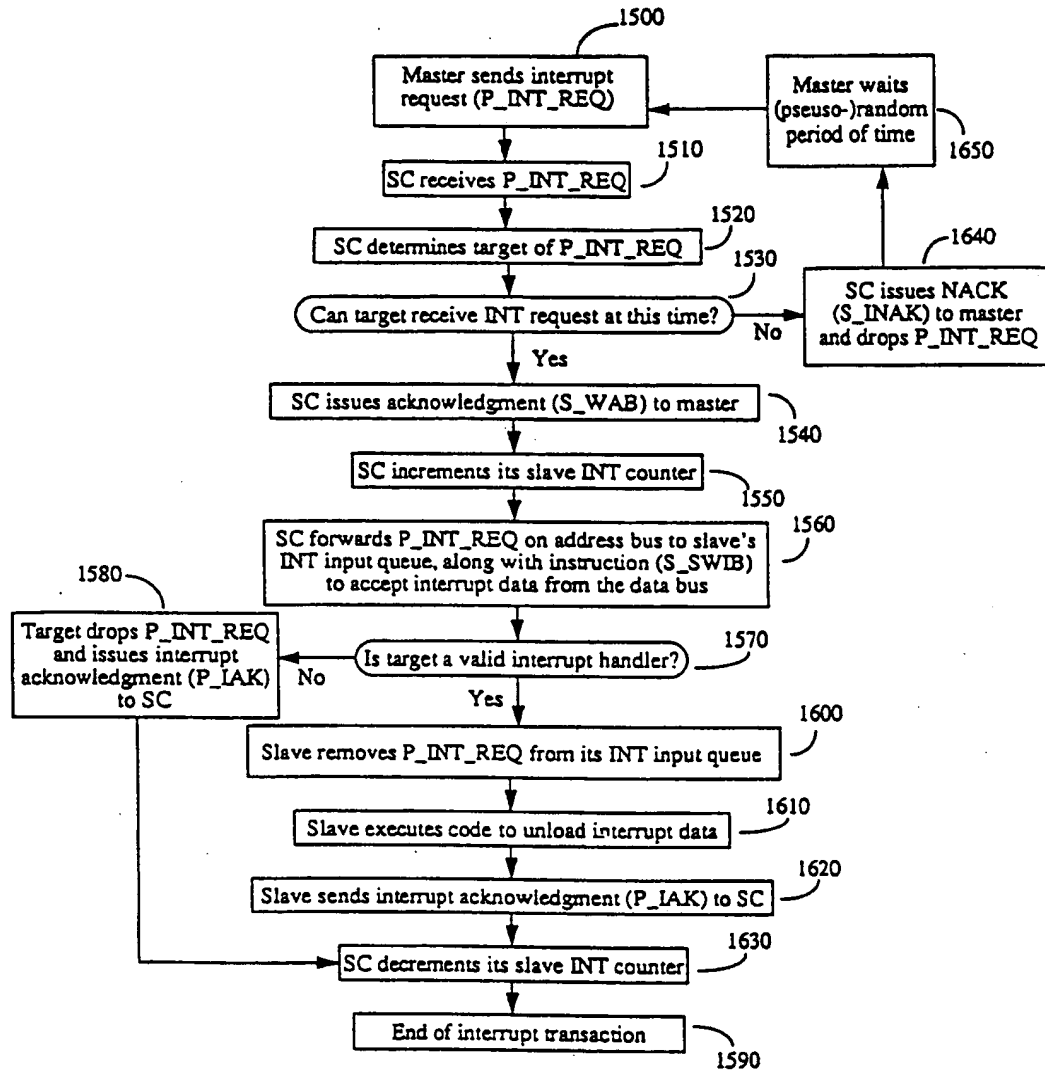 1500
Master sends interrupt
request (P_INT_REQ)
Master waits
(pseuso-)random
period of time
1650
1510
SC receives P_INT_REQ
1520
SC determines target of P_INT_REQ
1530
Can target receive INT request at this time?
No
Yes
1640
SC issues NACK
(S_INAK) to master
and drops P_INT_REQ
SC issues acknowledgment (S_WAB) to master
1540
SC increments its slave INT counter
1550
SC forwards P_INT_REQ on address bus to slave's
INT input queue, along with instruction (S_SWIB)
to accept interrupt data from the data bus
1560
1580
Target drops P_INT_REQ
and issues interrupt
acknowledgment (P_IAK)
to SC
Is target a valid interrupt handler?
1570
No
Yes
1600
Slave removes P_INT_REQ from its INT input queue
1610
Slave executes code to unload interrupt data
1620
Slave sends interrupt acknowledgment (P_IAK) to SC
1630
SC decrements its slave INT counter
End of interrupt transaction
1590